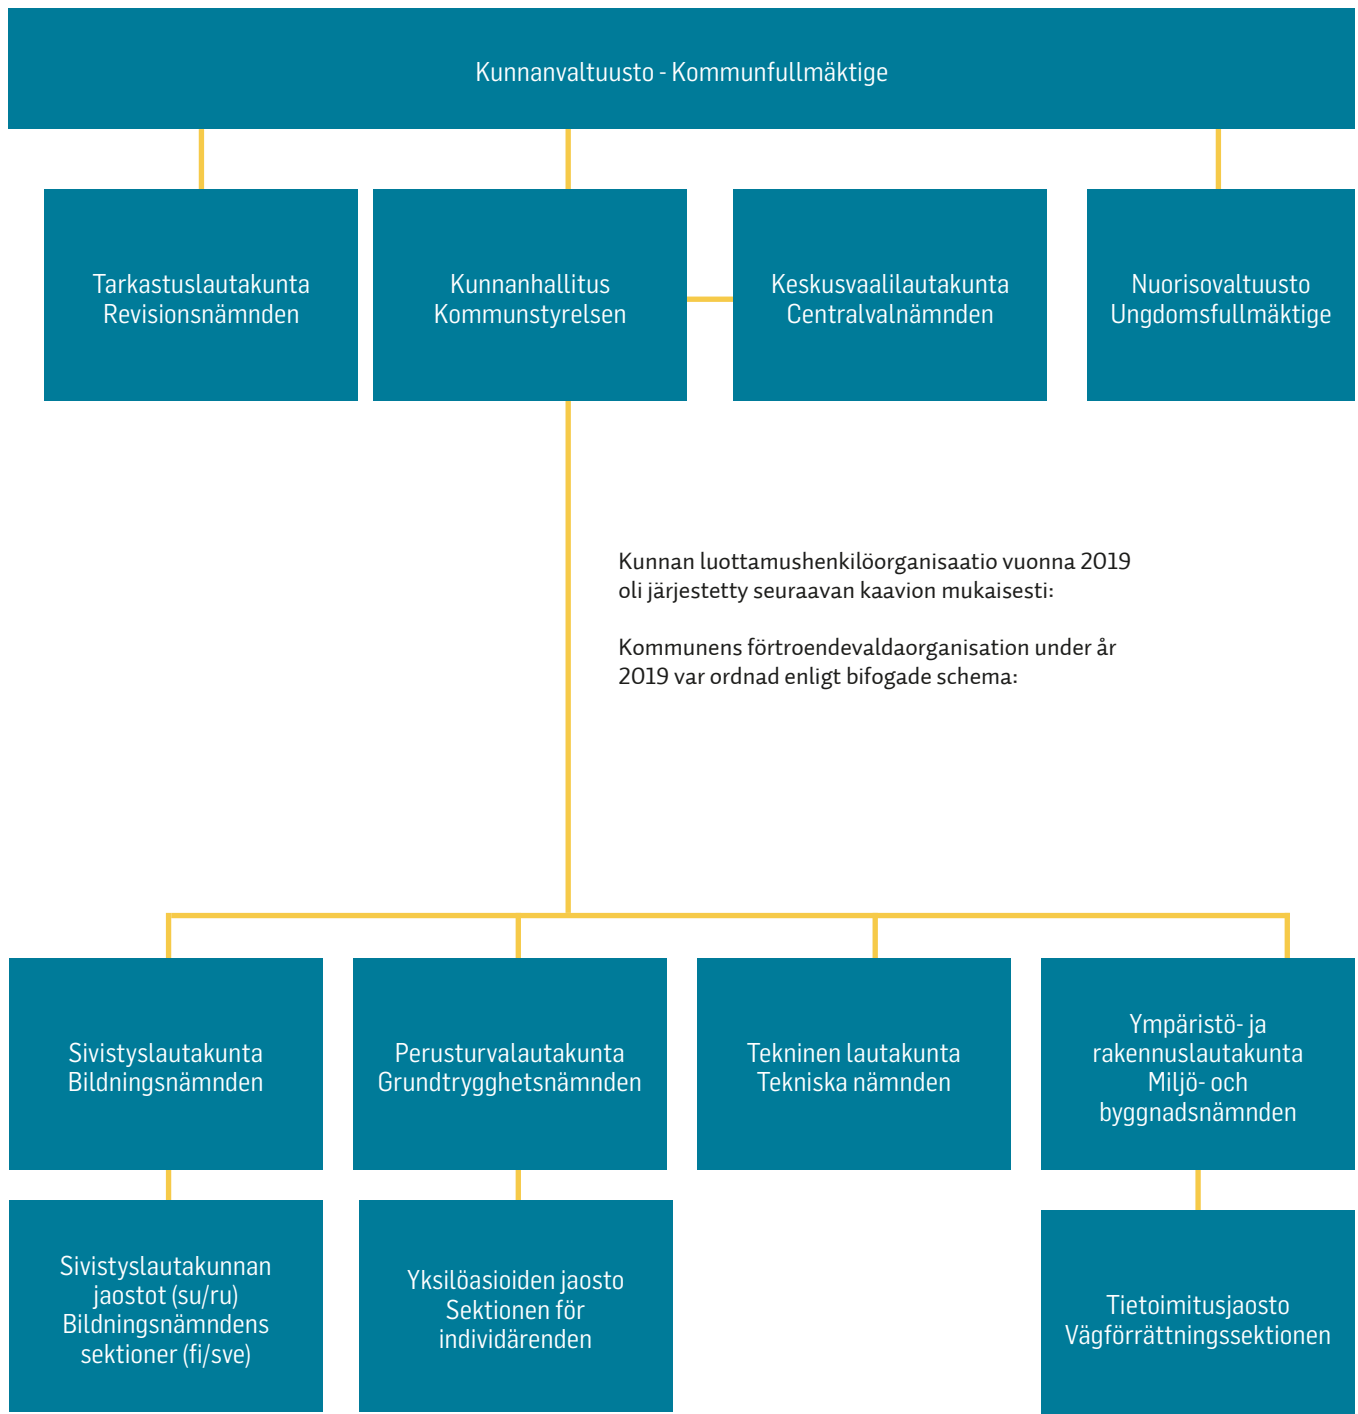 Kunnanvaltuusto - Kommunfullmäktige
Tarkastuslautakunta
Revisionsnämnden
Kunnanhallitus
Kommunstyrelsen
Keskusvaalilautakunta
Centralvalnämnden
Nuorisovaltuusto
Ungdomsfullmäktige
Kunnan luottamushenkilöorganisaatio vuonna 2019
oli järjestetty seuraavan kaavion mukaisesti:
Kommunens förtroendevaldaorganisation under år
2019 var ordnad enligt bifogade schema:
Sivistyslautakunta
Bildningsnämnden
Perusturvalautakunta
Grundtrygghetsnämnden
Tekninen lautakunta
Tekniska nämnden
Ympäristö- ja
rakennuslautakunta
Miljö- och
byggnadsnämnden
Sivistyslautakunnan
jaostot (su/ru)
Bildningsnämndens
sektioner (fi/sve)
Yksilöasioiden jaosto
Sektionen för
individärenden
Tietoimitusjaosto
Vägförrättningssektionen